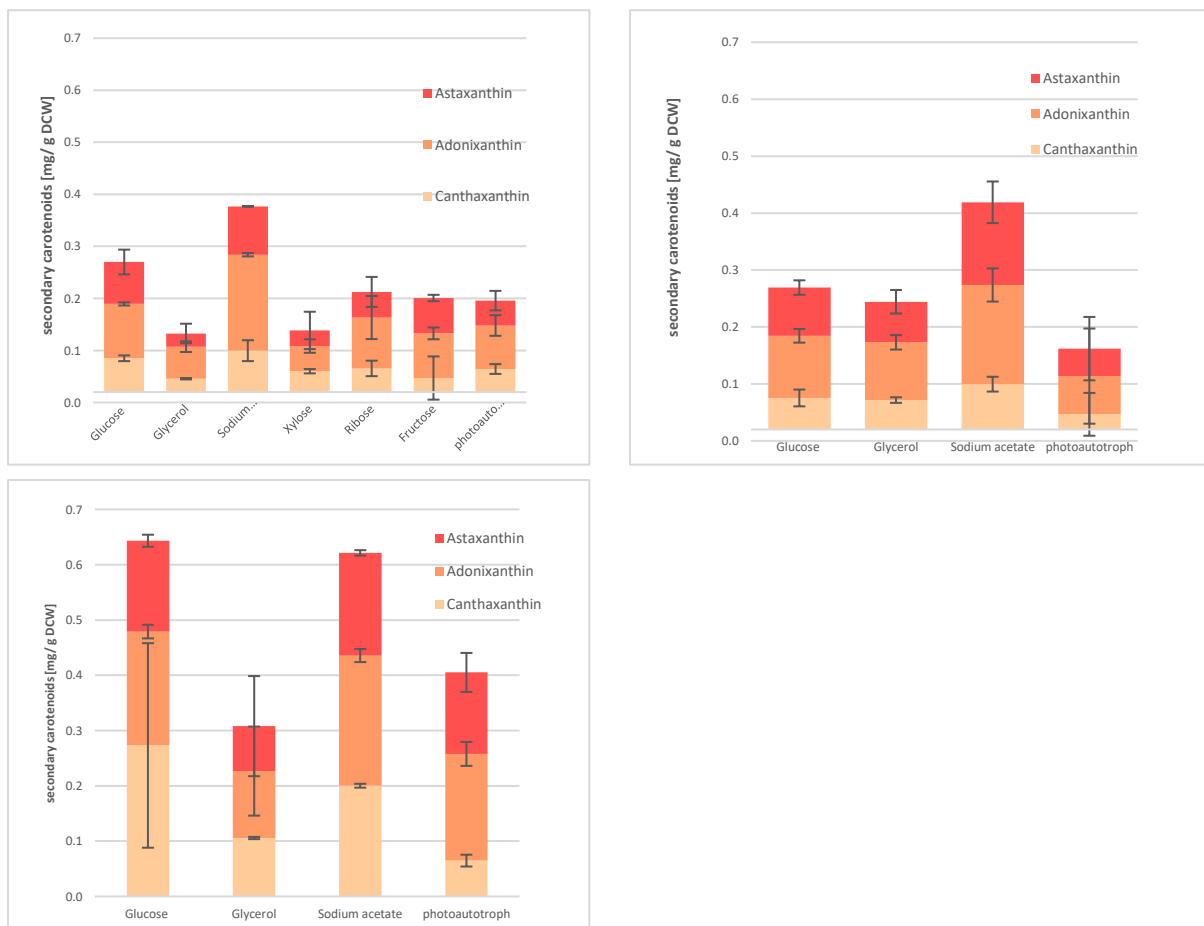 0.7
0.6
0.5
0.4
0.3
0.2
0.1
0.0
secondary carotenoids [mg/ g DCW]
Astaxanthin
Adonixanthin
Canthaxanthin
Glucose
Glycerol
Sodium…
Xylose
Ribose
Fructose
photoauto…
0.7
0.6
0.5
0.4
0.3
0.2
0.1
0.0
secondary carotenoids [mg/ g DCW]
Astaxanthin
Adonixanthin
Canthaxanthin
Glucose
Glycerol
Sodium acetate
photoautotroph
0.7
0.6
0.5
0.4
0.3
0.2
0.1
0.0
secondary carotenoids [mg/ g DCW]
Astaxanthin
Adonixanthin
Canthaxanthin
Glucose
Glycerol
Sodium acetate
photoautotroph